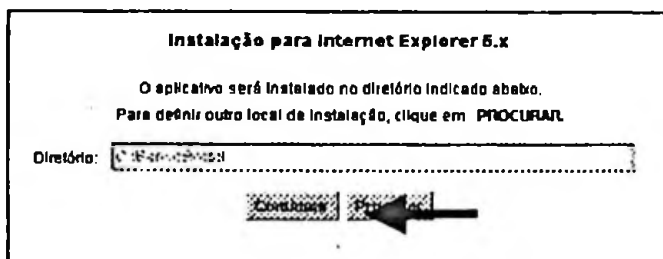 Instalação para Internet Explorer 5.x
O aplicativo será instalado no diretório indicado abaixo.
Para definir outro local de instalação, clique em PROCURAR.
Diretório:
Continuar